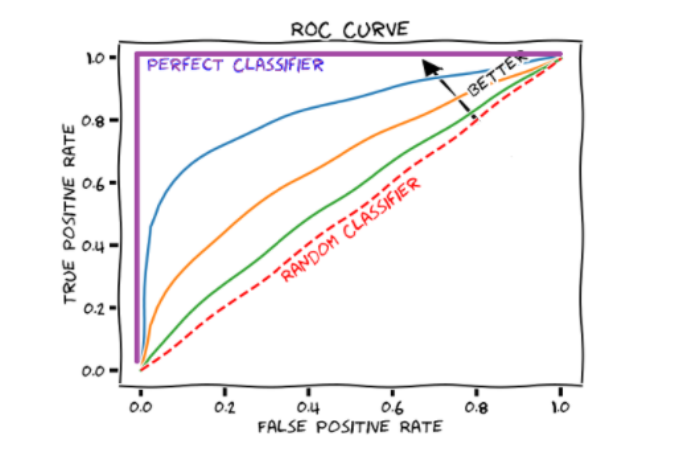 ROC CURVE
PERFECT CLASSIFIER
BETTER
RANDOM CLASSIFIER
TRUE POSITIVE RATE
1.0
0.8
0.6
0.4
0.2
0.0
0.0 0.2 0.4 0.6 0.8 1.0
FALSE POSITIVE RATE